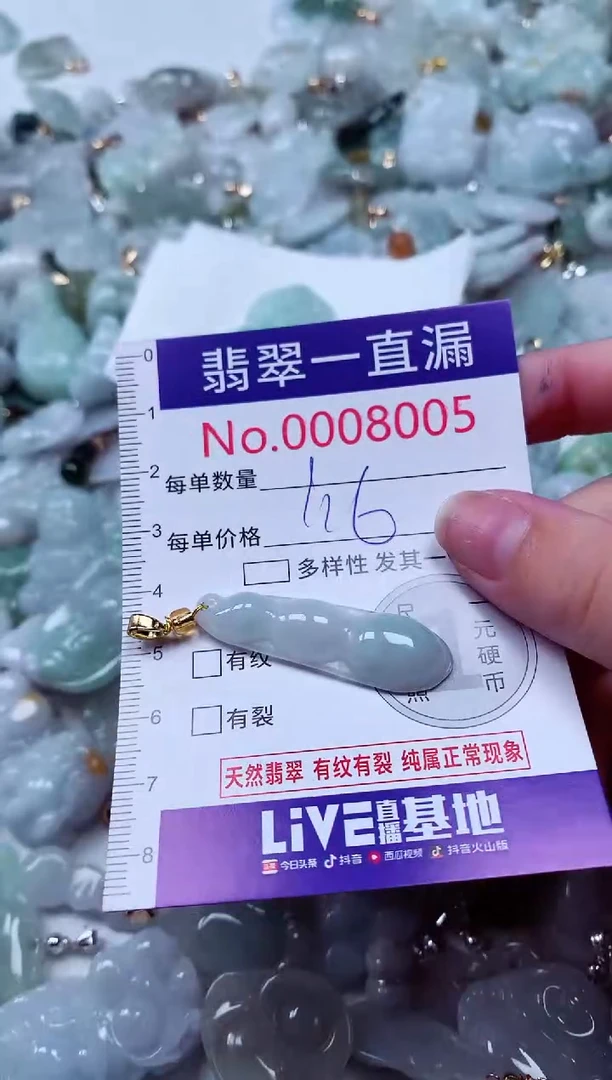 翡翠一直漏
No.0008005
每单数量
每单价格
多样性 发其
有纹
有裂
元硬币
天然翡翠 有纹有裂 纯属正常现象
LiVE直播基地
今日头条 抖音 西瓜视频 抖音火山版
0
1
2
3
4
5
6
7
8